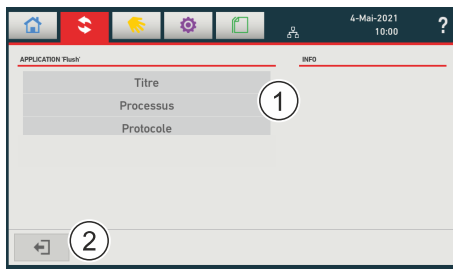 4-Mai-2021
10:00
?
APPLICATION 'Flush'
INFO
Titre
Processus
Protocole
1
2